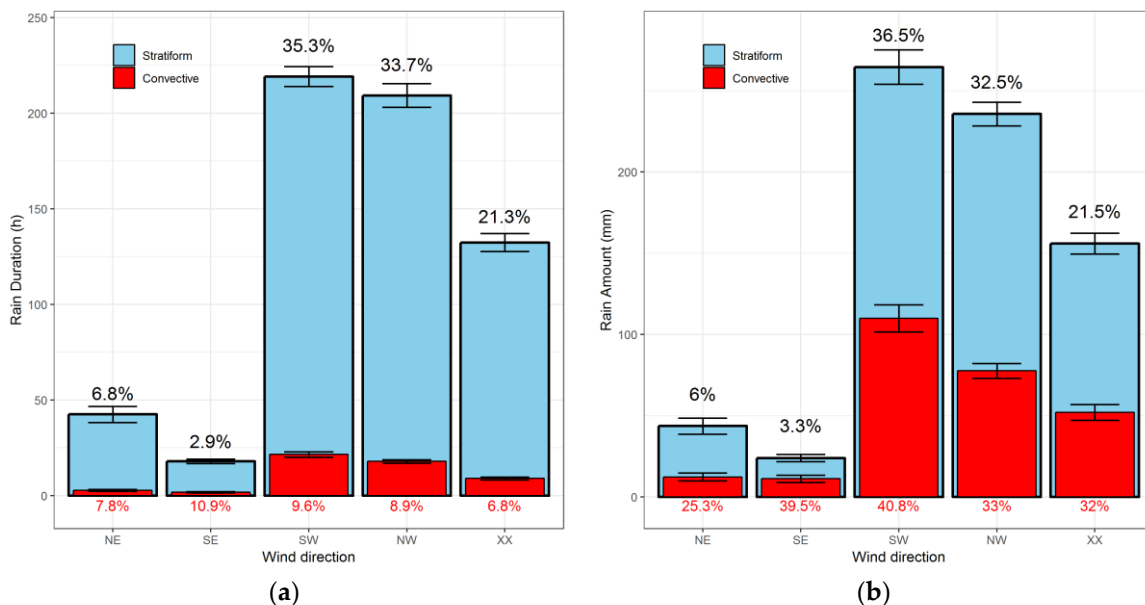 250
200
150
100
50
0
Rain Duration (h)
Stratiform
Convective
6.8%
2.9%
35.3%
33.7%
21.3%
7.8%
10.9%
9.6%
8.9%
6.8%
NE
SE
SW
NW
XX
Wind direction
(a)
200
100
0
Rain Amount (mm)
Stratiform
Convective
6%
3.3%
36.5%
32.5%
21.5%
25.3%
39.5%
40.8%
33%
32%
NE
SE
SW
NW
XX
Wind direction
(b)